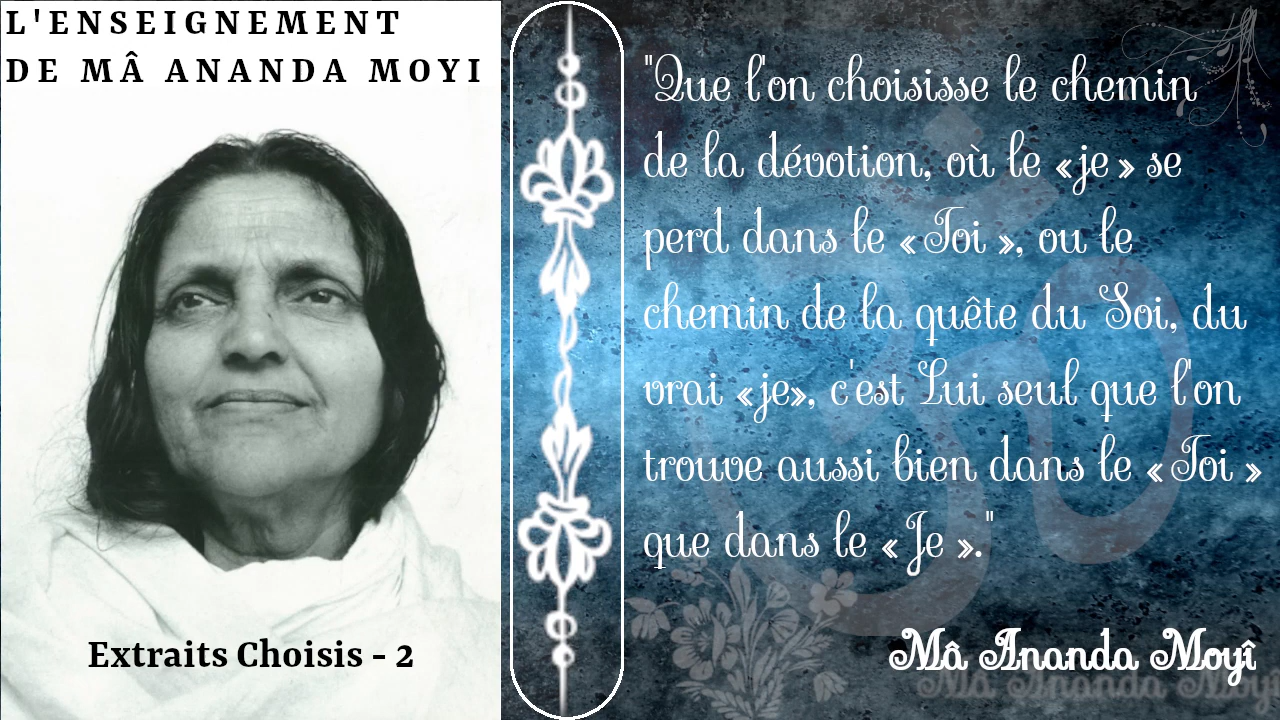 L'ENSEIGNEMENT
DE MÂ ANANDA MOYI
Extraits Choisis - 2
"Que l'on choisisse le chemin
de la dévotion, où le «je » se
perd dans le « Toi », ou le
chemin de la quête du Soi, du
vrai «je», c'est Lui seul que l'on
trouve aussi bien dans le « Toi »
que dans le « Je »."
Mâ Ananda Moyî